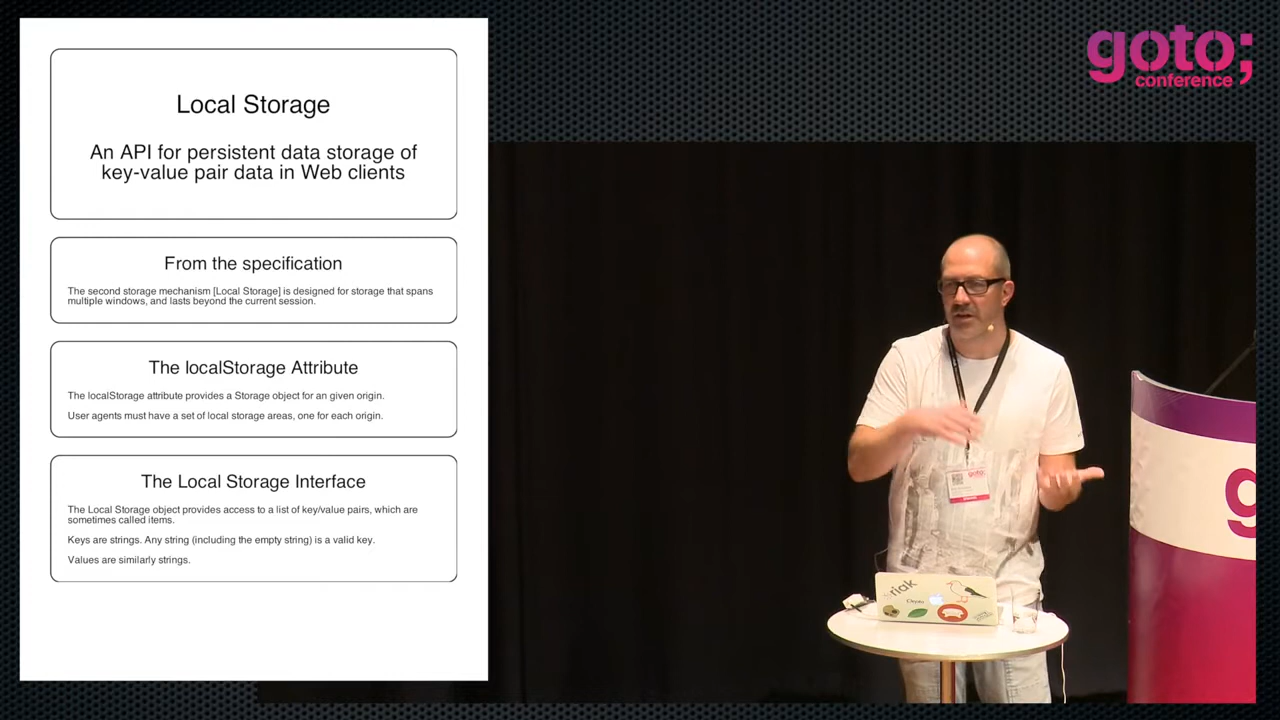 Local Storage
An API for persistent data storage of
key-value pair data in Web clients
From the specification
The second storage mechanism [Local Storage] is designed for storage that spans
multiple windows, and lasts beyond the current session.
The localStorage Attribute
The localStorage attribute provides a Storage object for an given origin.
User agents must have a set of local storage areas, one for each origin.
The Local Storage Interface
The Local Storage object provides access to a list of key/value pairs, which are
sometimes called items.
Keys are strings. Any string (including the empty string) is a valid key.
Values are similarly strings.
goto;
conference
goto;
riak
g